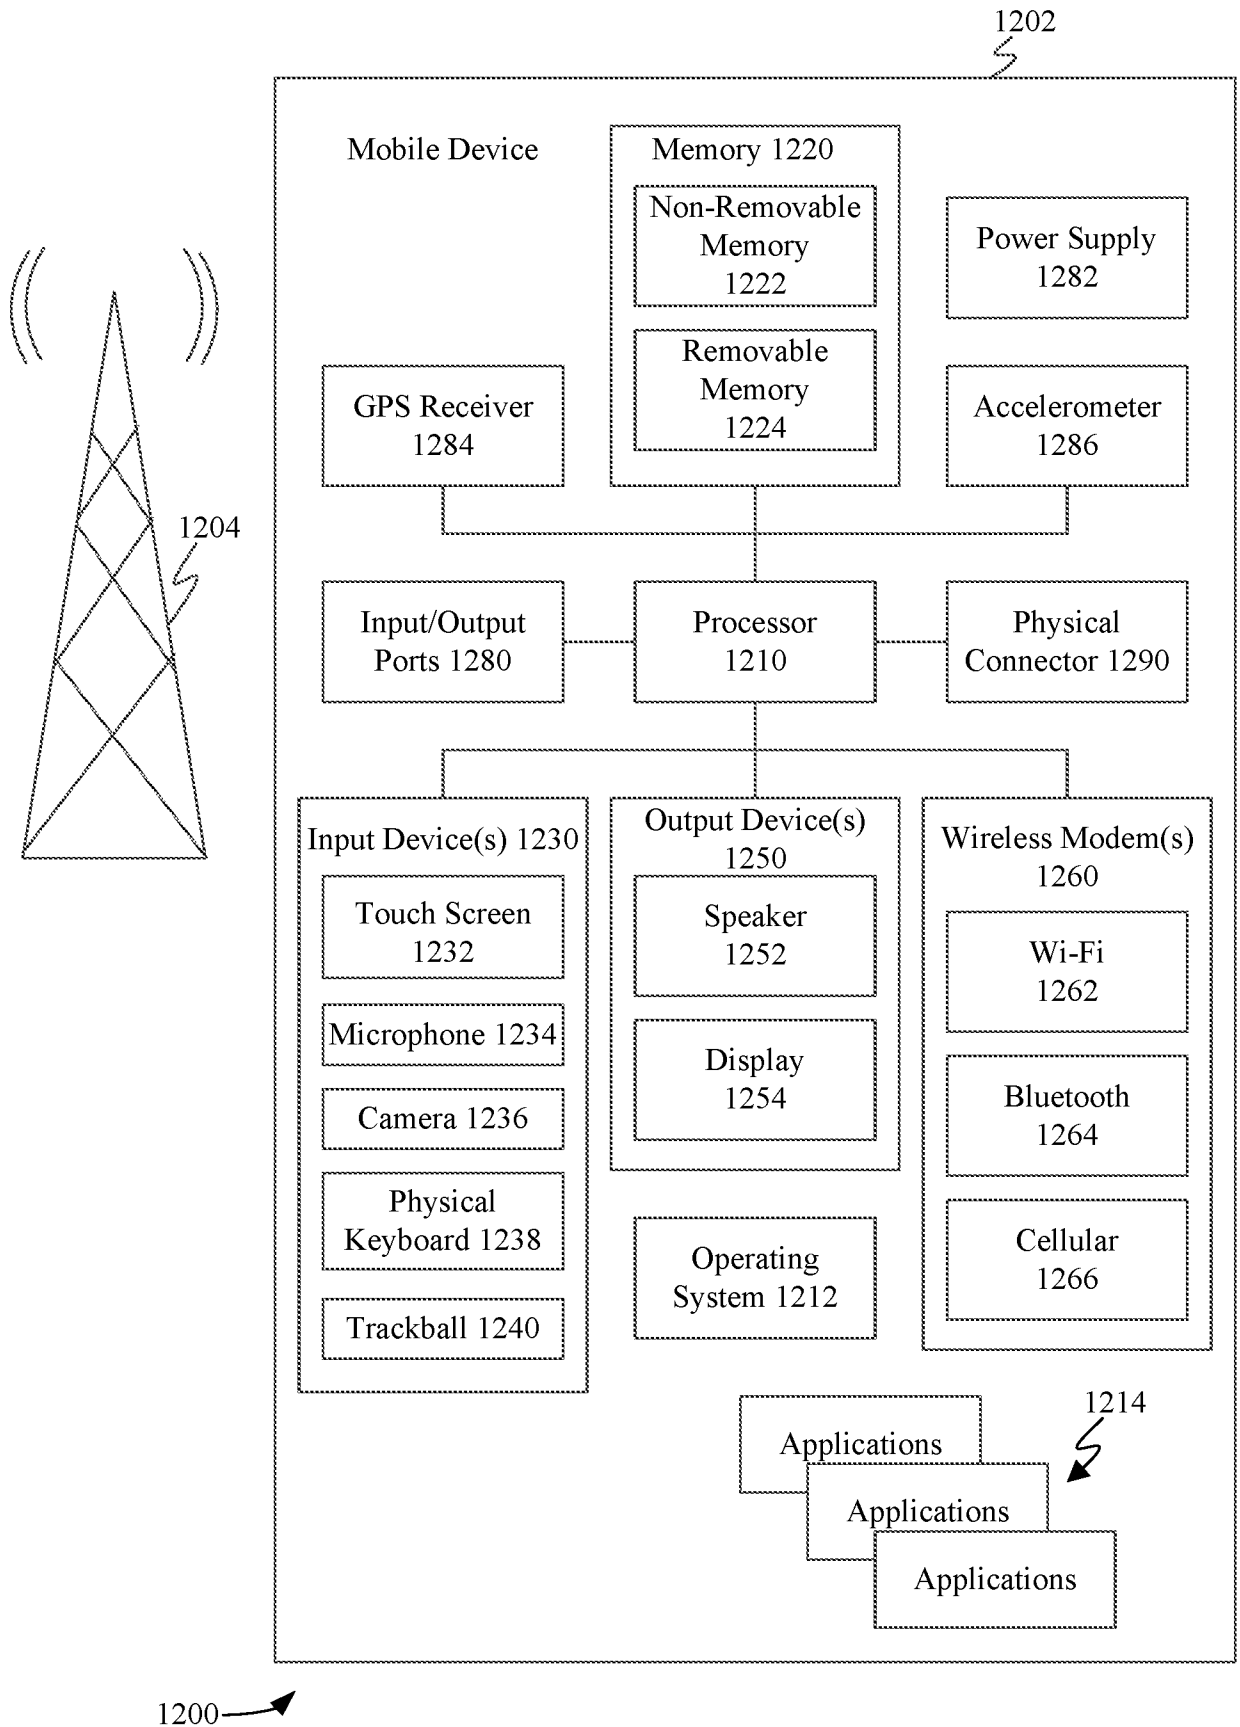 1202
Mobile Device
Memory 1220
Non-Removable
Memory
1222
Removable
Memory
1224
Power Supply
1282
GPS Receiver
1284
Accelerometer
1286
1204
Input/Output
Ports 1280
Processor
1210
Physical
Connector 1290
Input Device(s) 1230
Touch Screen
1232
Microphone 1234
Camera 1236
Physical
Keyboard 1238
Trackball 1240
Output Device(s)
1250
Speaker
1252
Display
1254
Operating
System 1212
Wireless Modem(s)
1260
Wi-Fi
1262
Bluetooth
1264
Cellular
1266
1214
Applications
Applications
Applications
1200